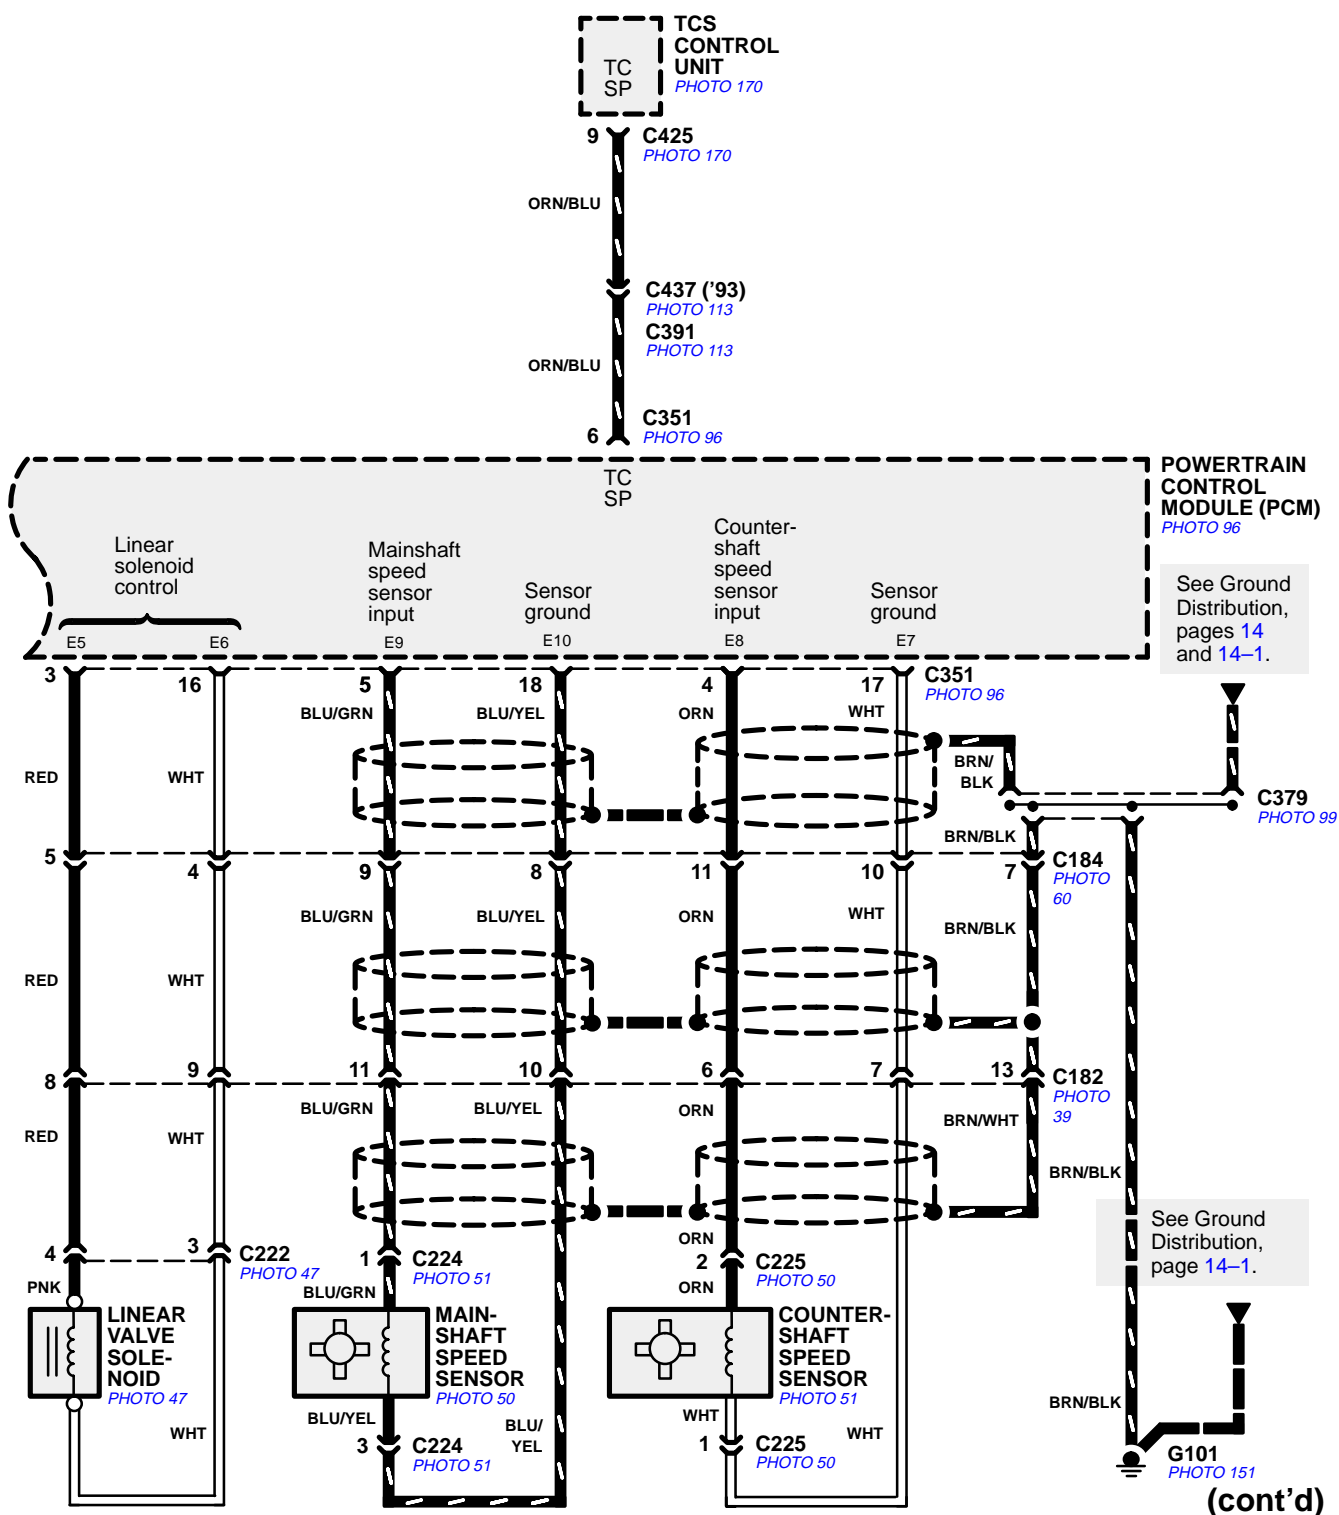 TCS
CONTROL
UNIT
PHOTO 170
TC
SP
9
C425
PHOTO 170
ORN/BLU
C437 (’93)
PHOTO 113
C391
PHOTO 113
ORN/BLU
C351
PHOTO 96
6
TC
SP
POWERTRAIN
CONTROL
MODULE (PCM)
PHOTO 96
Linear
solenoid
control
Mainshaft
speed
sensor
input
Sensor
ground
Counter-
shaft
speed
sensor
input
Sensor
ground
See Ground
Distribution,
pages 14
and 14–1.
E5
E6
E9
E10
E8
E7
3
16
5
18
4
17
C351
PHOTO 96
BLU/GRN
BLU/YEL
ORN
WHT
RED
WHT
BRN/
BLK
C379
PHOTO 99
BRN/BLK
5
4
9
8
11
10
7
C184
PHOTO
60
BLU/GRN
BLU/YEL
ORN
WHT
BRN/BLK
RED
WHT
8
9
11
10
6
7
13
C182
PHOTO
39
BLU/GRN
BLU/YEL
ORN
BRN/WHT
RED
WHT
BRN/BLK
See Ground
Distribution,
page 14–1.
ORN
4
3
C222
PHOTO 47
1
C224
PHOTO 51
2
C225
PHOTO 50
PNK
BLU/GRN
ORN
LINEAR
VALVE
SOLE-
NOID
PHOTO 47
MAIN-
SHAFT
SPEED
SENSOR
PHOTO 50
COUNTER-
SHAFT
SPEED
SENSOR
PHOTO 51
WHT
BLU/YEL
BLU/
YEL
WHT
WHT
BRN/BLK
3
C224
PHOTO 51
1
C225
PHOTO 50
G101
PHOTO 151
(cont’d)